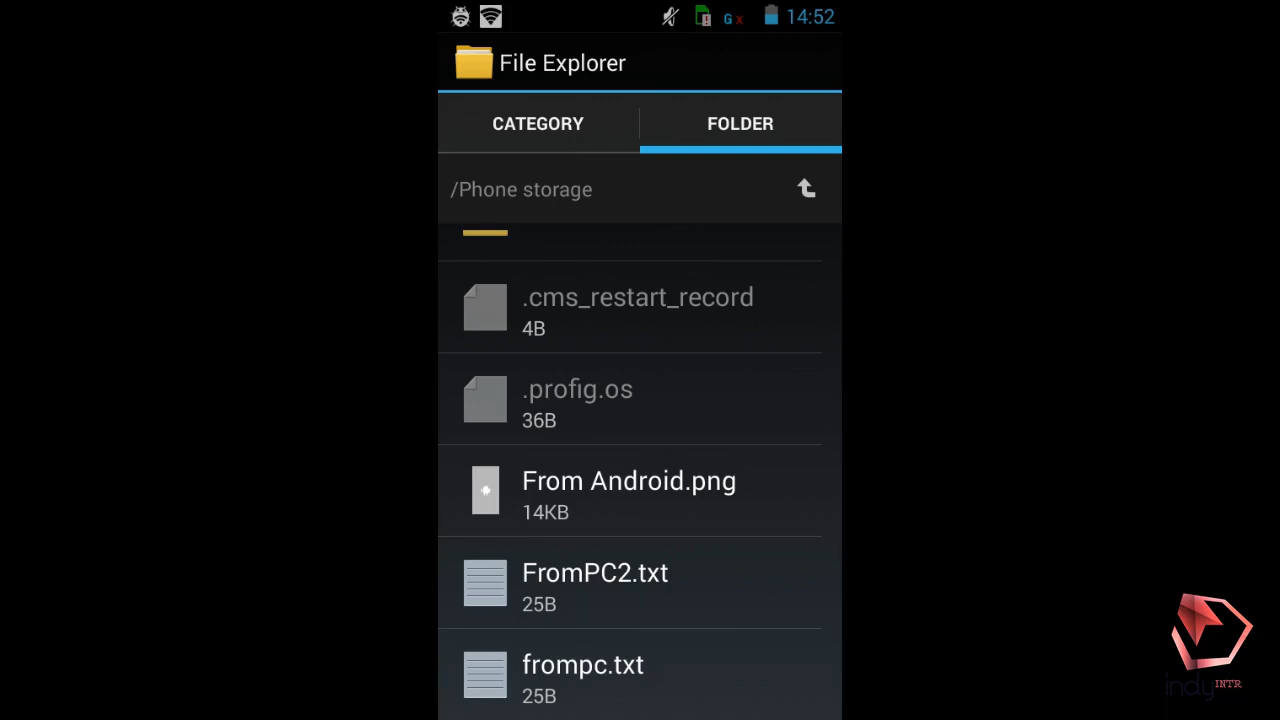 G x 14:52
File Explorer
CATEGORY FOLDER
/Phone storage
.cms_restart_record
4B
.profig.os
36B
From Android.png
14KB
FromPC2.txt
25B
frompc.txt
25B
indy INTR